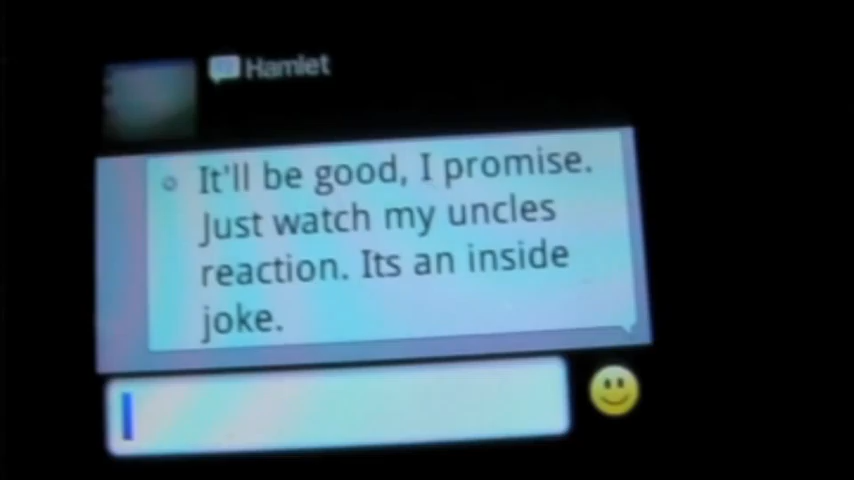 Hamlet
It'll be good, I promise.
Just watch my uncles
reaction. Its an inside
joke.